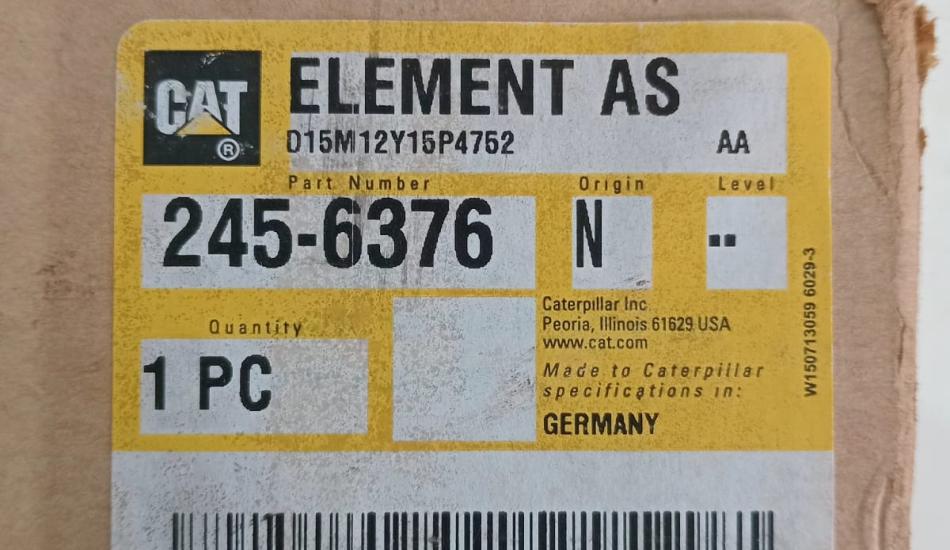 CAT ®
ELEMENT AS
D15M12Y15P4752 AA
Part Number Origin Level
245-6376 N --
Quantity
1 PC
Caterpillar Inc
Peoria, Illinois 61629 USA
www.cat.com
Made to Caterpillar
specifications in:
GERMANY
W150713059 6029-3